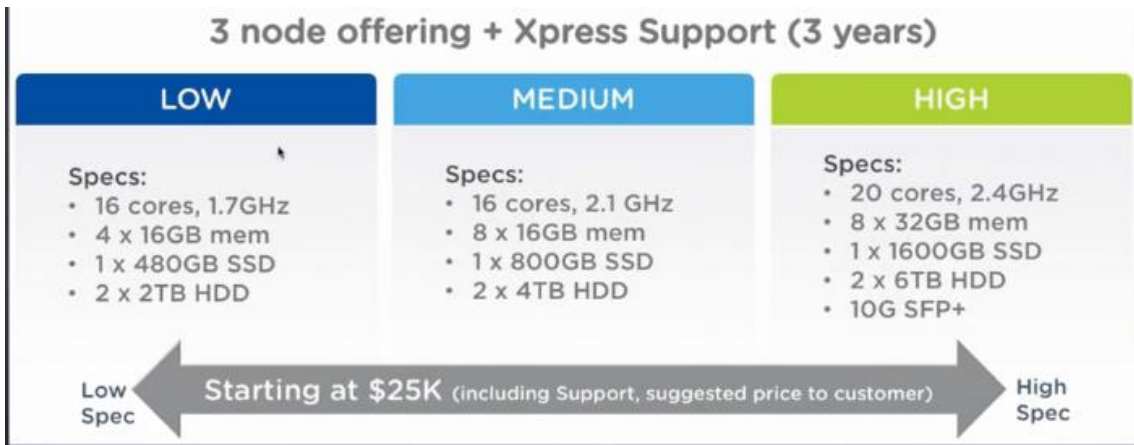 3 node offering + Xpress Support (3 years)
LOW
Specs:
• 16 cores, 1.7GHz
• 4 x 16GB mem
• 1 x 480GB SSD
• 2 x 2TB HDD
MEDIUM
Specs:
• 16 cores, 2.1 GHz
• 8 x 16GB mem
• 1 x 800GB SSD
• 2 x 4TB HDD
HIGH
Specs:
• 20 cores, 2.4GHz
• 8 x 32GB mem
• 1 x 1600GB SSD
• 2 x 6TB HDD
• 10G SFP+
Low
Spec
Starting at $25K (including Support, suggested price to customer)
High
Spec